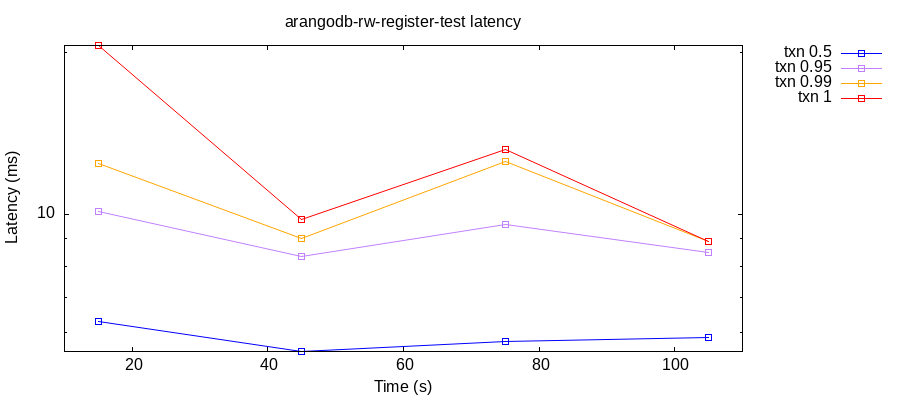 arangodb-rw-register-test latency
txn 0.5
txn 0.95
txn 0.99
txn 1
Latency (ms)
10
20 40 60 80 100
Time (s)